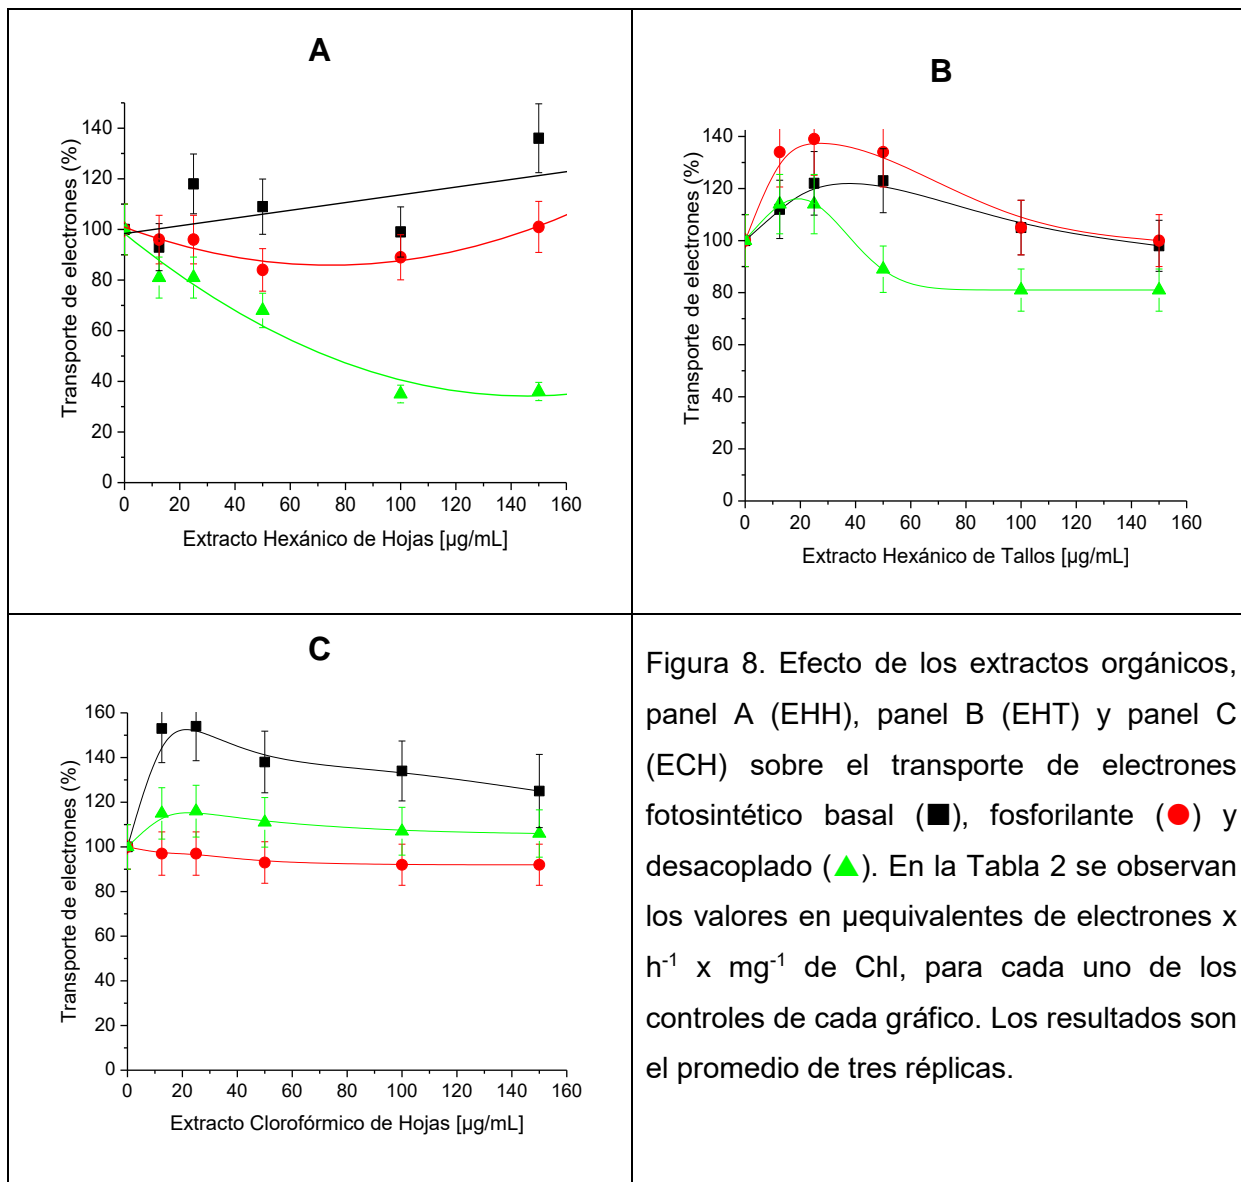 A
Transporte de electrones (%)
140
120
100
80
60
40
20
0
0 20 40 60 80 100 120 140 160
Extracto Hexánico de Hojas [µg/mL]
B
Transporte de electrones (%)
140
120
100
80
60
40
20
0
0 20 40 60 80 100 120 140 160
Extracto Hexánico de Tallos [µg/mL]
C
Transporte de electrones (%)
160
140
120
100
80
60
40
20
0
0 20 40 60 80 100 120 140 160
Extracto Clorofórmico de Hojas [µg/mL]
Figura 8. Efecto de los extractos orgánicos,
panel A (EHH), panel B (EHT) y panel C
(ECH) sobre el transporte de electrones
fotosintético basal (■), fosforilante (●) y
desacoplado (▲). En la Tabla 2 se observan
los valores en µequivalentes de electrones x
h⁻¹ x mg⁻¹ de Chl, para cada uno de los
controles de cada gráfico. Los resultados son
el promedio de tres réplicas.